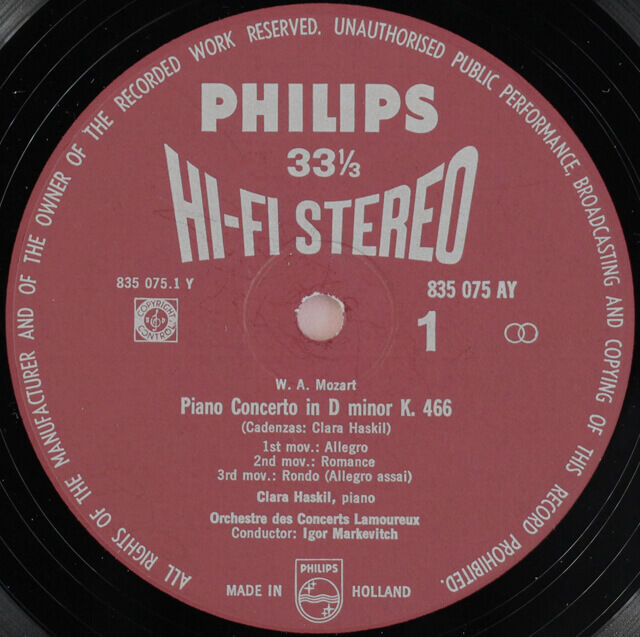 ALL RIGHTS OF THE MANUFACTURER AND OF THE OWNER OF THE RECORDED WORK RESERVED. UNAUTHORISED PUBLIC PERFORMANCE, BROADCASTING AND COPYING OF THIS RECORD PROHIBITED.
PHILIPS
33⅓
HI-FI STEREO
835 075.1 Y
835 075 AY
COPYRIGHT
CONTROL
1
W. A. Mozart
Piano Concerto in D minor K. 466
(Cadenzas: Clara Haskil)
1st mov.: Allegro
2nd mov.: Romance
3rd mov.: Rondo (Allegro assai)
Clara Haskil, piano
Orchestre des Concerts Lamoureux
Conductor: Igor Markevitch
PHILIPS
MADE IN HOLLAND